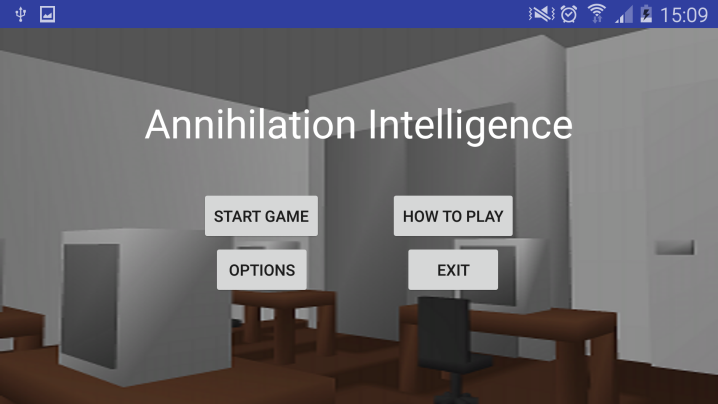 15:09
Annihilation Intelligence
START GAME
HOW TO PLAY
OPTIONS
EXIT